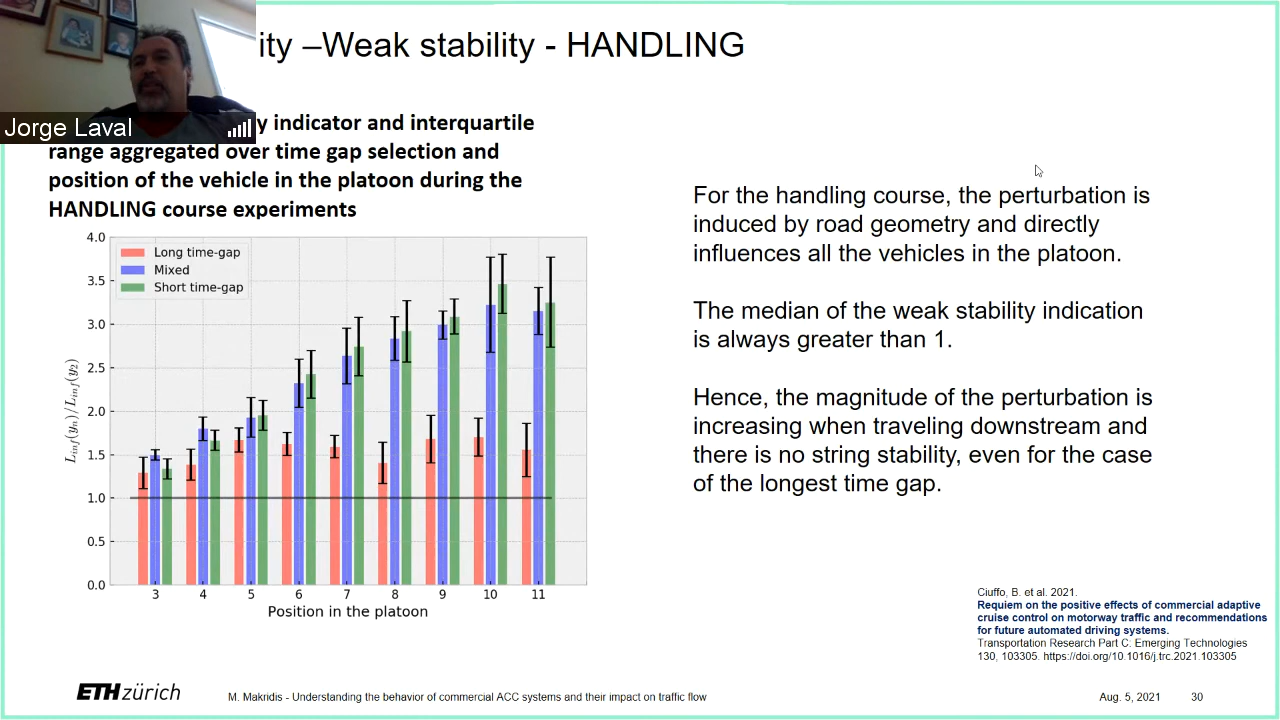 ity –Weak stability - HANDLING
Jorge Laval
y indicator and interquartile
range aggregated over time gap selection and
position of the vehicle in the platoon during the
HANDLING course experiments
4.0
3.5
3.0
2.5
2.0
1.5
1.0
0.5
0.0
L_inf(y_n)/L_inf(y_2)
Long time-gap
Mixed
Short time-gap
3 4 5 6 7 8 9 10 11
Position in the platoon
For the handling course, the perturbation is
induced by road geometry and directly
influences all the vehicles in the platoon.
The median of the weak stability indication
is always greater than 1.
Hence, the magnitude of the perturbation is
increasing when traveling downstream and
there is no string stability, even for the case
of the longest time gap.
Ciuffo, B. et al. 2021.
Requiem on the positive effects of commercial adaptive
cruise control on motorway traffic and recommendations
for future automated driving systems.
Transportation Research Part C: Emerging Technologies
130, 103305. https://doi.org/10.1016/j.trc.2021.103305
ETH zürich
M. Makridis - Understanding the behavior of commercial ACC systems and their impact on traffic flow
Aug. 5, 2021
30